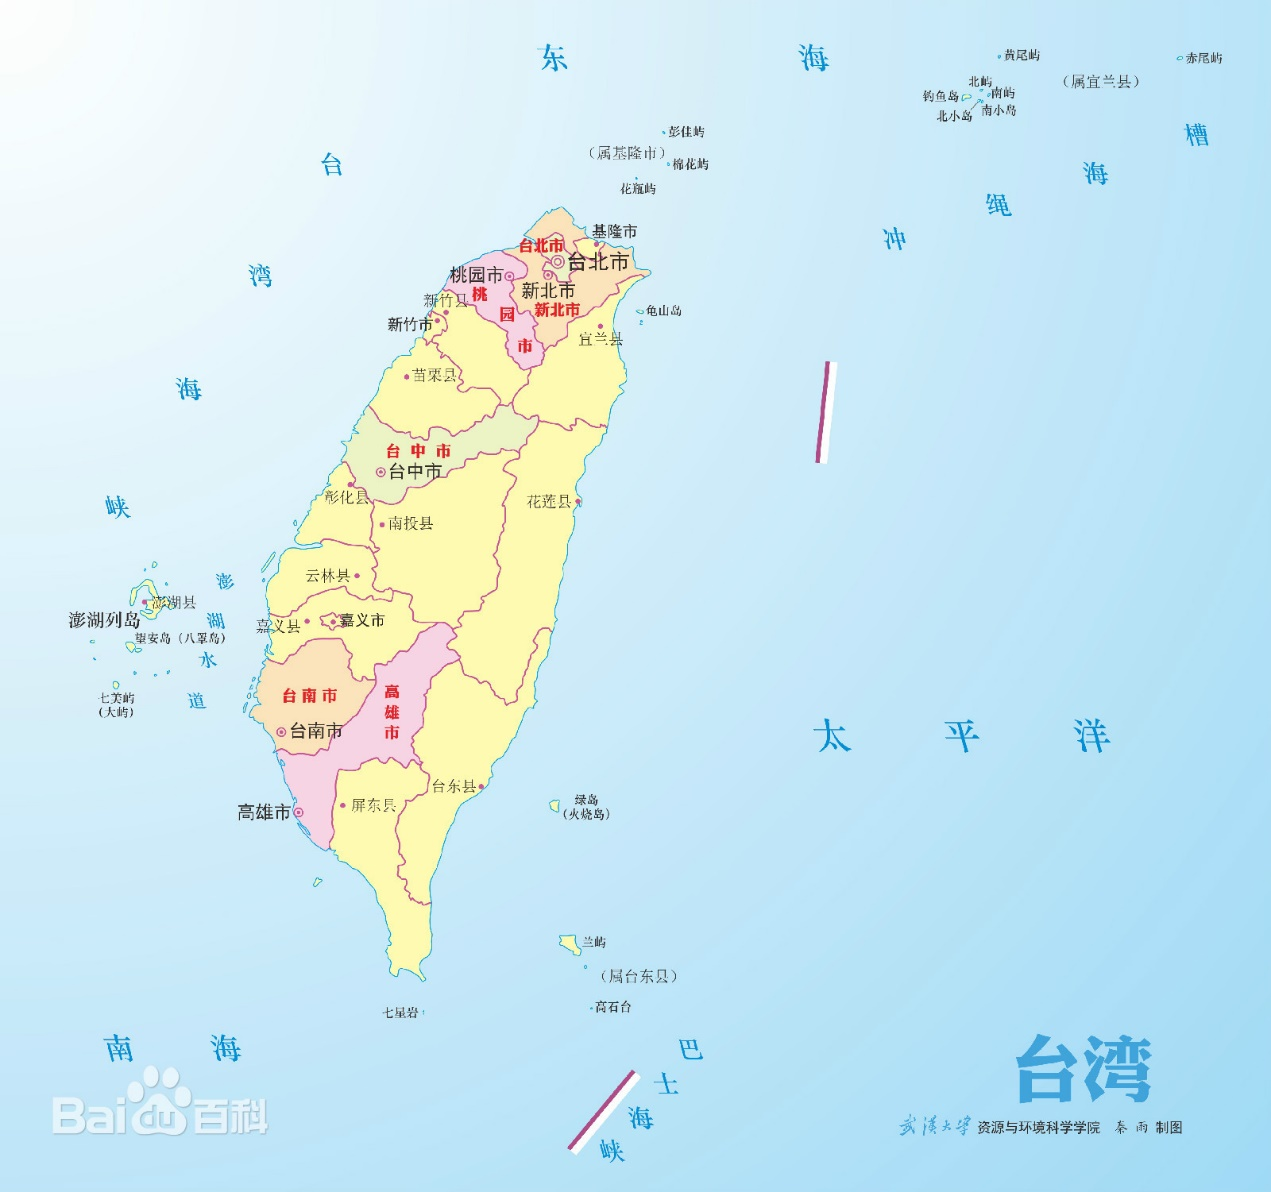 东海
黄尾屿
赤尾屿
（属宜兰县）
北屿
钓鱼岛
南屿
北小岛
南小岛
冲绳海槽
彭佳屿
（属基隆市）
棉花屿
花瓶屿
台湾海峡
基隆市
台北市
台北市
桃园市
新北市
桃园市
新北市
新竹县
新竹市
龟山岛
宜兰县
苗栗县
台中市
台中市
彰化县
花莲县
南投县
云林县
澎湖水道
澎湖县
澎湖列岛
嘉义县
嘉义市
望安岛（八罩岛）
七美屿
（大屿）
台南市
台南市
高雄市
太平洋
台东县
屏东县
高雄市
绿岛
（火烧岛）
兰屿
（属台东县）
高石台
七星岩
南海
巴士海峡
台湾
武汉大学 资源与环境科学学院 秦雨 制图
Baidu百科